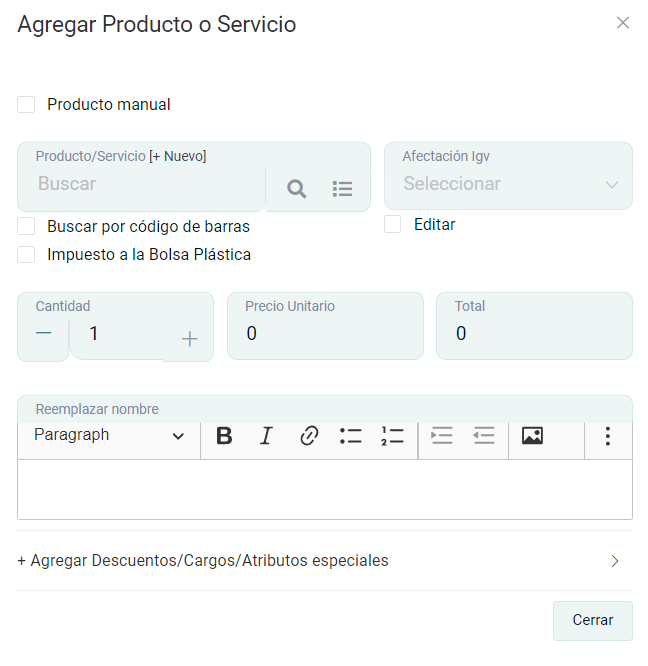 Agregar Producto o Servicio
Producto manual
Producto/Servicio [+ Nuevo]
Buscar
Afectación Igv
Seleccionar
Buscar por código de barras
Editar
Impuesto a la Bolsa Plástica
Cantidad
1
Precio Unitario
0
Total
0
Reemplazar nombre
Paragraph
+ Agregar Descuentos/Cargos/Atributos especiales
Cerrar